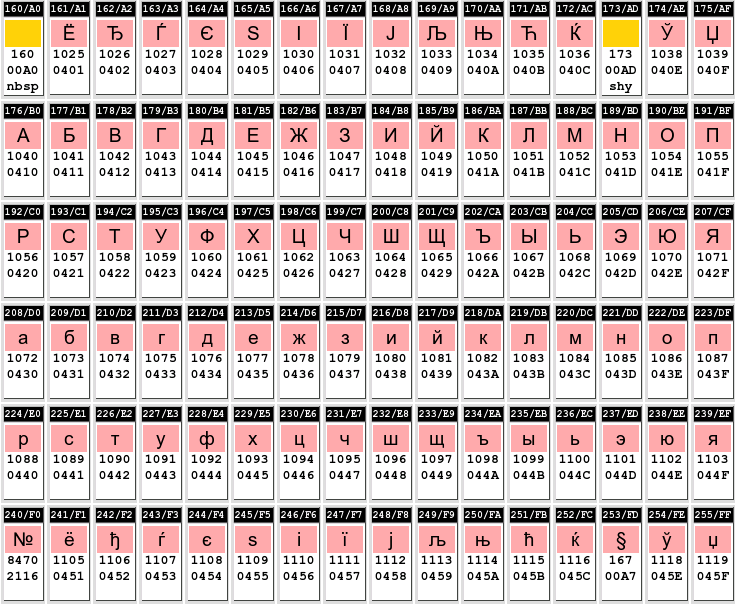 160/A0 161/A1 162/A2 163/A3 164/A4 165/A5 166/A6 167/A7 168/A8 169/A9 170/AA 171/AB 172/AC 173/AD 174/AE 175/AF
Ё Ђ Ѓ Є Ѕ І Ї Ј Љ Њ Ћ Ќ Ў Џ
160 1025 1026 1027 1028 1029 1030 1031 1032 1033 1034 1035 1036 173 1038 1039
00A0 0401 0402 0403 0404 0405 0406 0407 0408 0409 040A 040B 040C 00AD 040E 040F
nbsp shy
176/B0 177/B1 178/B2 179/B3 180/B4 181/B5 182/B6 183/B7 184/B8 185/B9 186/BA 187/BB 188/BC 189/BD 190/BE 191/BF
А Б В Г Д Е Ж З И Й К Л М Н О П
1040 1041 1042 1043 1044 1045 1046 1047 1048 1049 1050 1051 1052 1053 1054 1055
0410 0411 0412 0413 0414 0415 0416 0417 0418 0419 041A 041B 041C 041D 041E 041F
192/C0 193/C1 194/C2 195/C3 196/C4 197/C5 198/C6 199/C7 200/C8 201/C9 202/CA 203/CB 204/CC 205/CD 206/CE 207/CF
Р С Т У Ф Х Ц Ч Ш Щ Ъ Ы Ь Э Ю Я
1056 1057 1058 1059 1060 1061 1062 1063 1064 1065 1066 1067 1068 1069 1070 1071
0420 0421 0422 0423 0424 0425 0426 0427 0428 0429 042A 042B 042C 042D 042E 042F
208/D0 209/D1 210/D2 211/D3 212/D4 213/D5 214/D6 215/D7 216/D8 217/D9 218/DA 219/DB 220/DC 221/DD 222/DE 223/DF
а б в г д е ж з и й к л м н о п
1072 1073 1074 1075 1076 1077 1078 1079 1080 1081 1082 1083 1084 1085 1086 1087
0430 0431 0432 0433 0434 0435 0436 0437 0438 0439 043A 043B 043C 043D 043E 043F
224/E0 225/E1 226/E2 227/E3 228/E4 229/E5 230/E6 231/E7 232/E8 233/E9 234/EA 235/EB 236/EC 237/ED 238/EE 239/EF
р с т у ф х ц ч ш щ ъ ы ь э ю я
1088 1089 1090 1091 1092 1093 1094 1095 1096 1097 1098 1099 1100 1101 1102 1103
0440 0441 0442 0443 0444 0445 0446 0447 0448 0449 044A 044B 044C 044D 044E 044F
240/F0 241/F1 242/F2 243/F3 244/F4 245/F5 246/F6 247/F7 248/F8 249/F9 250/FA 251/FB 252/FC 253/FD 254/FE 255/FF
№ ё ђ ѓ є ѕ і ї ј љ њ ћ ќ § ў џ
8470 1105 1106 1107 1108 1109 1110 1111 1112 1113 1114 1115 1116 167 1118 1119
2116 0451 0452 0453 0454 0455 0456 0457 0458 0459 045A 045B 045C 00A7 045E 045F